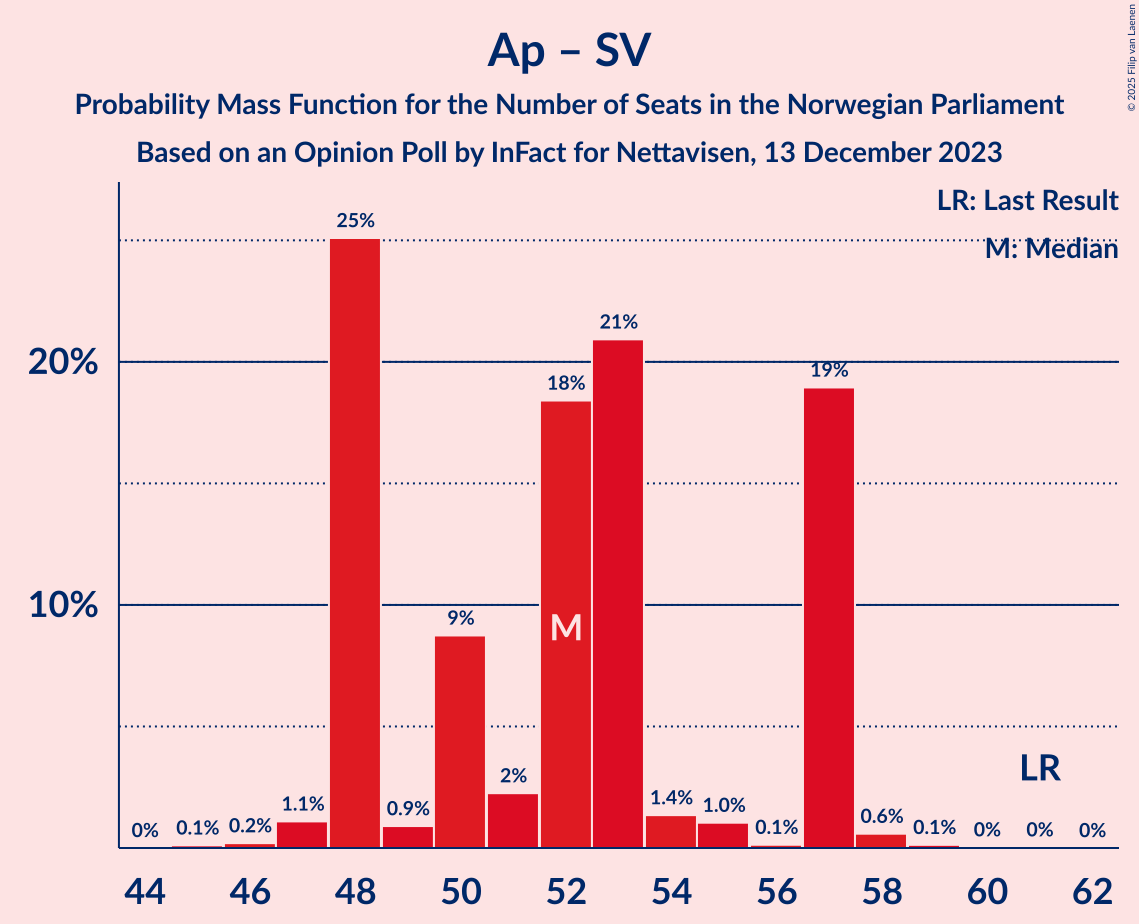 Ap – SV
Probability Mass Function for the Number of Seats in the Norwegian Parliament
Based on an Opinion Poll by InFact for Nettavisen, 13 December 2023
© 2025 Filip van Laenen
LR: Last Result
M: Median
20%
10%
0%
0.1%
0.2%
1.1%
25%
0.9%
9%
2%
18%
21%
1.4%
1.0%
0.1%
19%
0.6%
0.1%
0%
0%
0%
M
LR
44 46 48 50 52 54 56 58 60 62